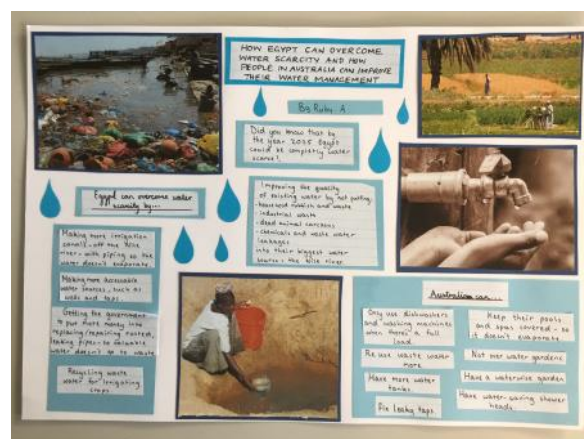 HOW EGYPT CAN OVERCOME
WATER SCARCITY AND HOW
PEOPLE IN AUSTRALIA CAN IMPROVE
THEIR WATER MANAGEMENT
By Ruby A.
Did you know that by
the year 2025 Egypt
could be completely water
scarce!
Egypt can overcome water
scarcity by...
Making more irrigation
canals - off the Nile
river - with piping so the
water doesn't evaporate.
Making more accessable
water sources, such as
wells and taps.
Getting the government
to put more money into
replacing/repairing rusted,
leaking pipes - so valuable
water doesn't go to waste
Recycling waste
water for irrigating
crops
Improving the quality
of existing water by not putting:
- household rubbish and waste
- industrial waste
- dead animal carcases
- chemicals and waste water
leakages
into their biggest water
source: the Nile river.
Australian can...
Only use dishwashers
and washing machines
when there's a full
load.
Re use waste water
more
Have more water
tanks.
Fix leaky taps.
Keep their pools
and spas covered - so
it doesn't evaporate
Not over water gardens
Have a waterwise garden
Have water-saving shower
heads.